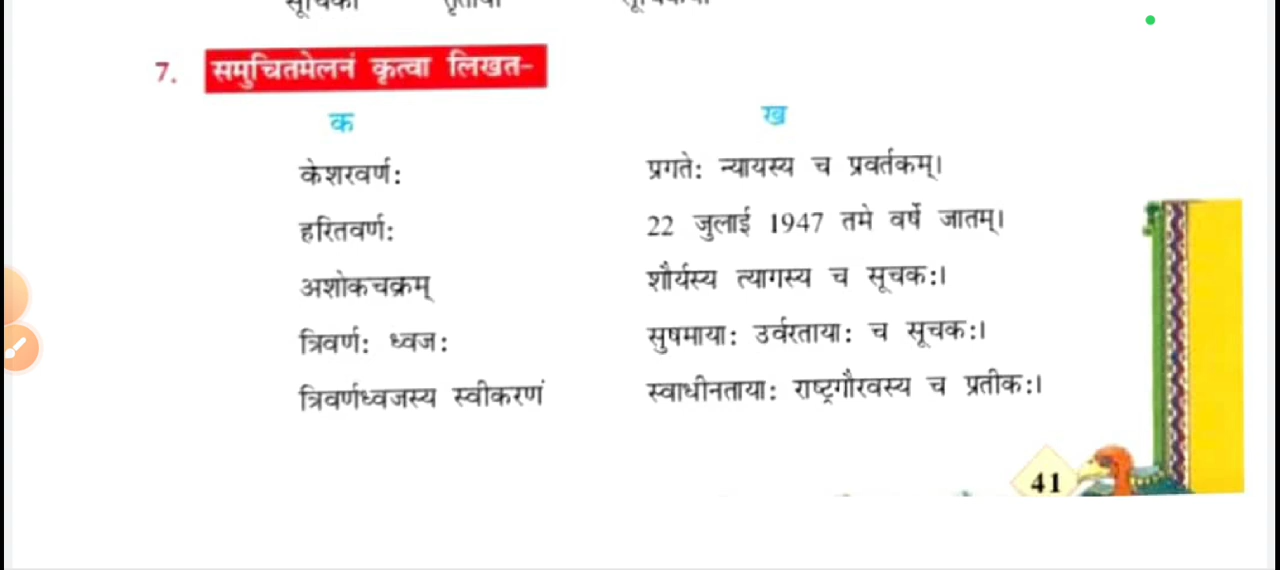 7. समुचितमेलनं कृत्वा लिखत-
क ख
केशरवर्ण: प्रगते: न्यायस्य च प्रवर्तकम्।
हरितवर्ण: 22 जुलाई 1947 तमे वर्षे जातम्।
अशोकचक्रम् शौर्यस्य त्यागस्य च सूचक:।
त्रिवर्ण: ध्वज: सुषमाया: उर्वरताया: च सूचक:।
त्रिवर्णध्वजस्य स्वीकरणं स्वाधीनताया: राष्ट्रगौरवस्य च प्रतीक:।
41